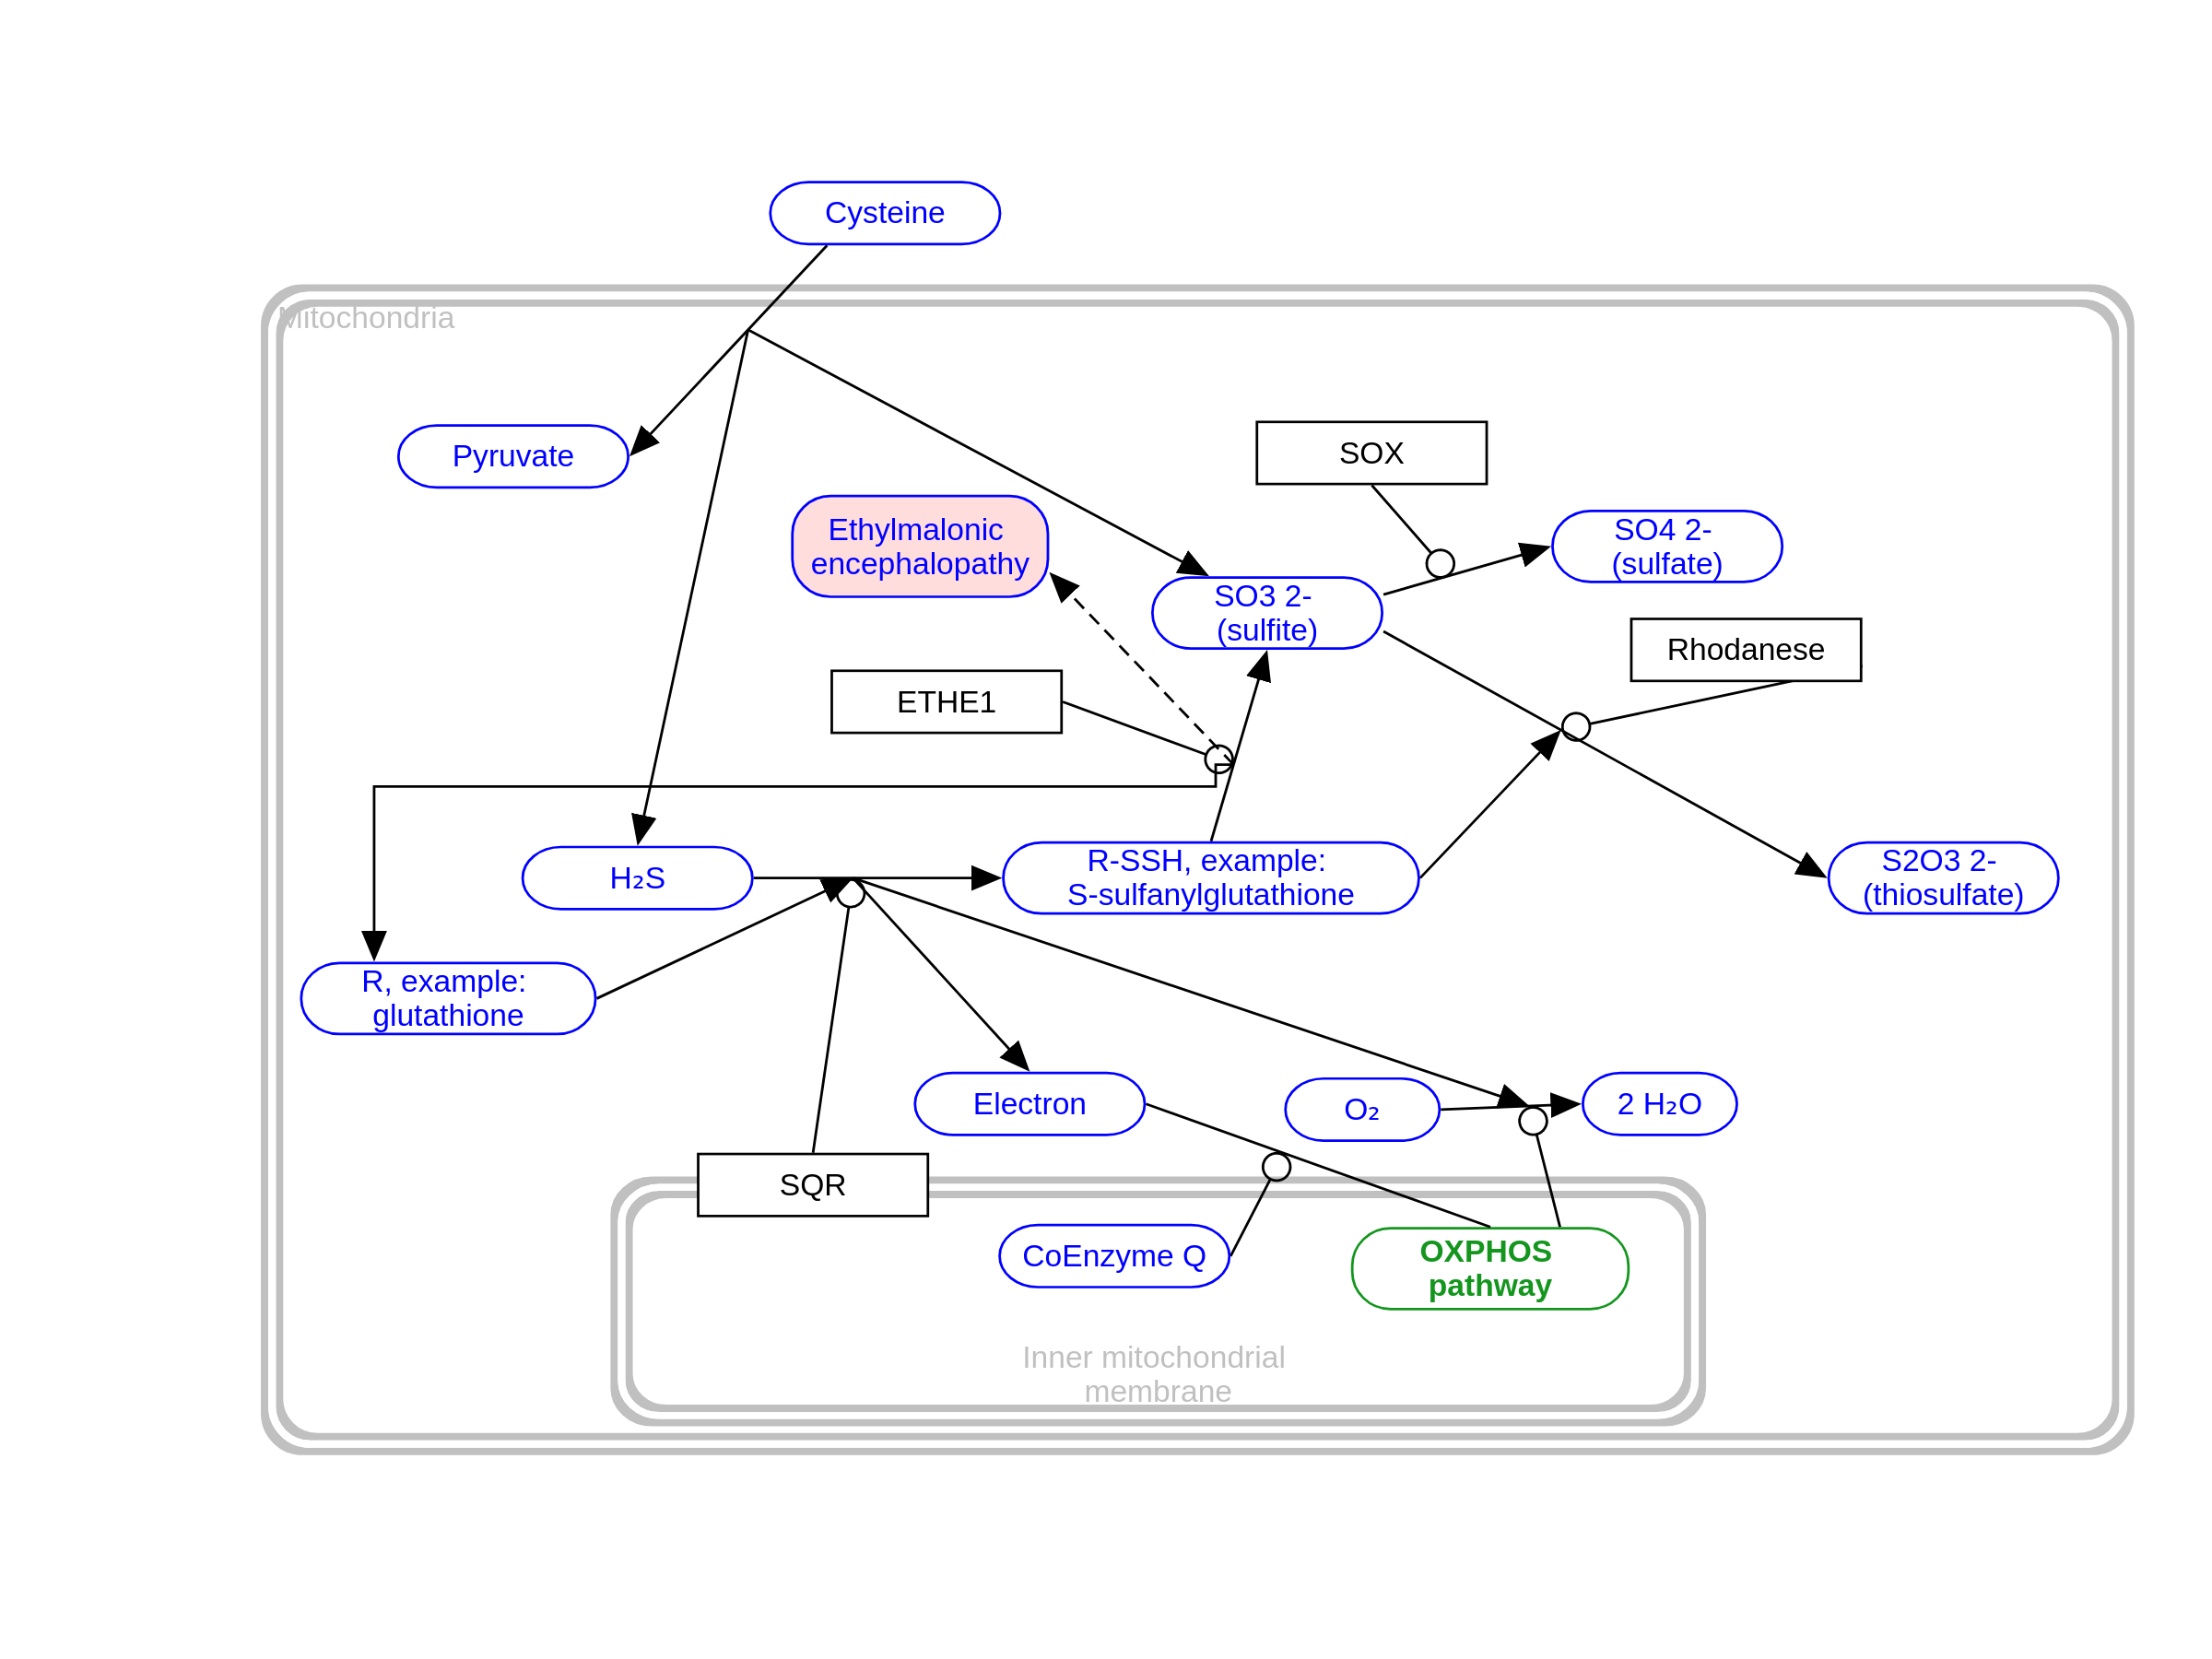 Cysteine
Mitochondria
Pyruvate
SOX
Ethylmalonic
encephalopathy
SO4 2-
(sulfate)
SO3 2-
(sulfite)
Rhodanese
ETHE1
H₂S
R-SSH, example:
S-sulfanylglutathione
S2O3 2-
(thiosulfate)
R, example:
glutathione
Electron
O₂
2 H₂O
SQR
CoEnzyme Q
OXPHOS
pathway
Inner mitochondrial
membrane